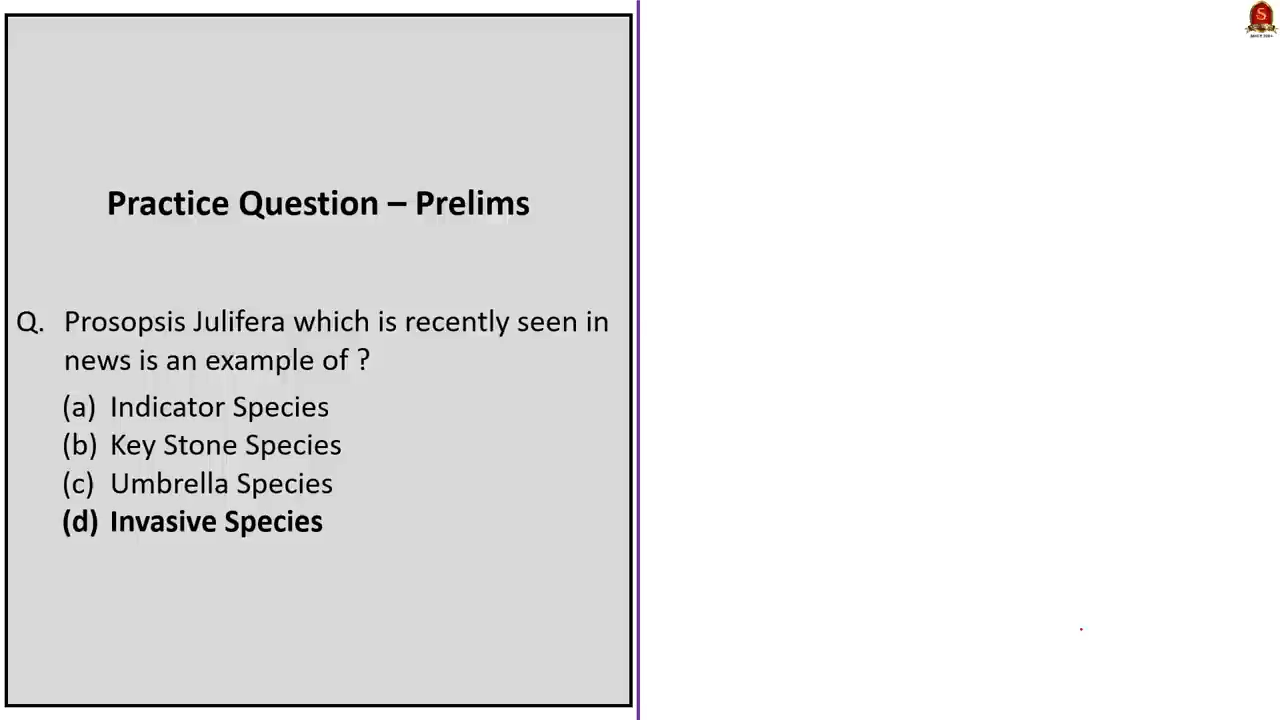 Practice Question – Prelims
Q. Prosopsis Julifera which is recently seen in
news is an example of ?
(a) Indicator Species
(b) Key Stone Species
(c) Umbrella Species
(d) Invasive Species
S